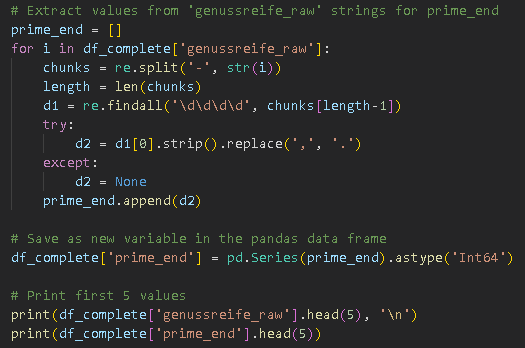 # Extract values from 'genussreife_raw' strings for prime_end
prime_end = []
for i in df_complete['genussreife_raw']:
    chunks = re.split('-', str(i))
    length = len(chunks)
    d1 = re.findall('\d\d\d\d', chunks[length-1])
    try:
        d2 = d1[0].strip().replace(',', '.')
    except:
        d2 = None
    prime_end.append(d2)

# Save as new variable in the pandas data frame
df_complete['prime_end'] = pd.Series(prime_end).astype('Int64')

# Print first 5 values
print(df_complete['genussreife_raw'].head(5), '\n')
print(df_complete['prime_end'].head(5))